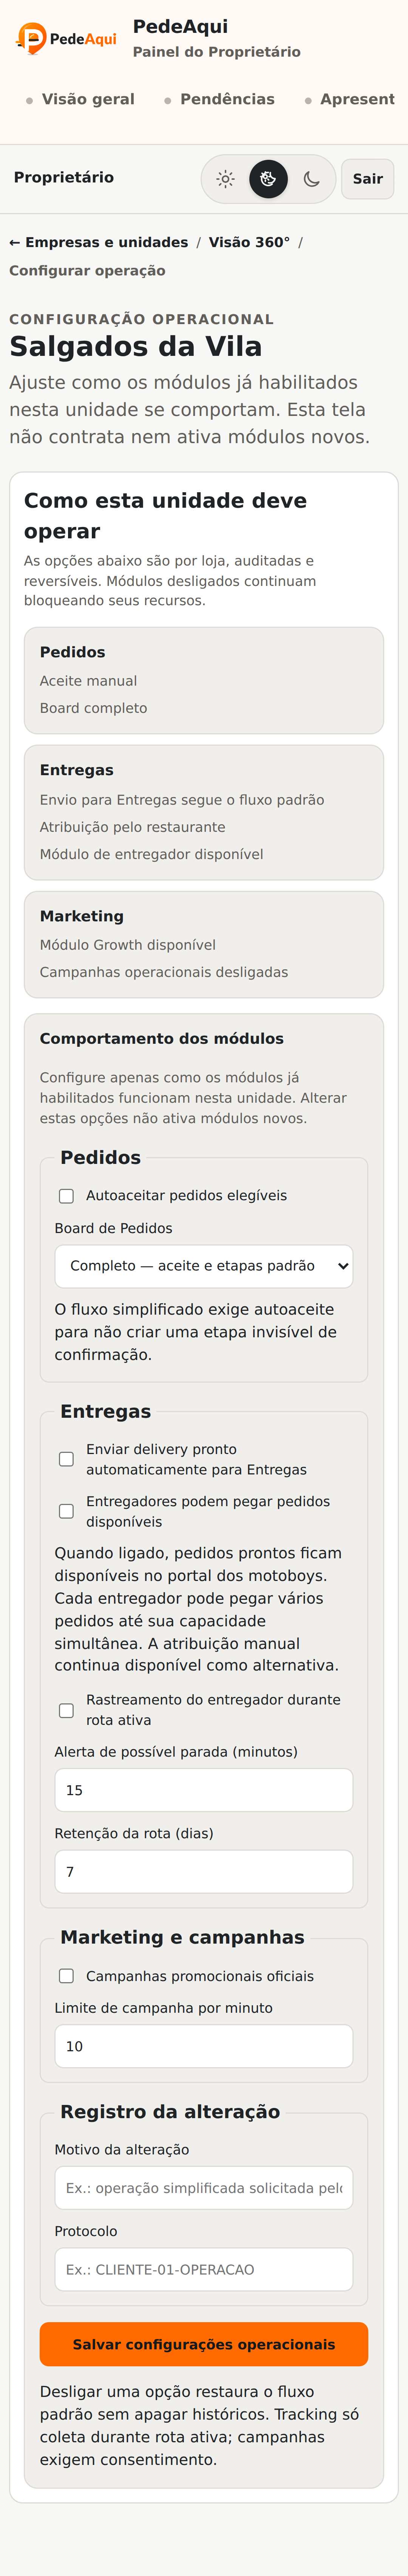 PedeAqui
PedeAqui
Painel do Proprietário
Visão geral
Pendências
Apresent
Proprietário
Sair
← Empresas e unidades / Visão 360° /
Configurar operação
CONFIGURAÇÃO OPERACIONAL
Salgados da Vila
Ajuste como os módulos já habilitados
nesta unidade se comportam. Esta tela
não contrata nem ativa módulos novos.
Como esta unidade deve
operar
As opções abaixo são por loja, auditadas e
reversíveis. Módulos desligados continuam
bloqueando seus recursos.
Pedidos
Aceite manual
Board completo
Entregas
Envio para Entregas segue o fluxo padrão
Atribuição pelo restaurante
Módulo de entregador disponível
Marketing
Módulo Growth disponível
Campanhas operacionais desligadas
Comportamento dos módulos
Configure apenas como os módulos já
habilitados funcionam nesta unidade. Alterar
estas opções não ativa módulos novos.
Pedidos
Autoaceitar pedidos elegíveis
Board de Pedidos
Completo — aceite e etapas padrão
O fluxo simplificado exige autoaceite
para não criar uma etapa invisível de
confirmação.
Entregas
Enviar delivery pronto
automaticamente para Entregas
Entregadores podem pegar pedidos
disponíveis
Quando ligado, pedidos prontos ficam
disponíveis no portal dos motoboys.
Cada entregador pode pegar vários
pedidos até sua capacidade
simultânea. A atribuição manual
continua disponível como alternativa.
Rastreamento do entregador durante
rota ativa
Alerta de possível parada (minutos)
15
Retenção da rota (dias)
7
Marketing e campanhas
Campanhas promocionais oficiais
Limite de campanha por minuto
10
Registro da alteração
Motivo da alteração
Ex.: operação simplificada solicitada pelo
Protocolo
Ex.: CLIENTE-01-OPERACAO
Salvar configurações operacionais
Desligar uma opção restaura o fluxo
padrão sem apagar históricos. Tracking só
coleta durante rota ativa; campanhas
exigem consentimento.